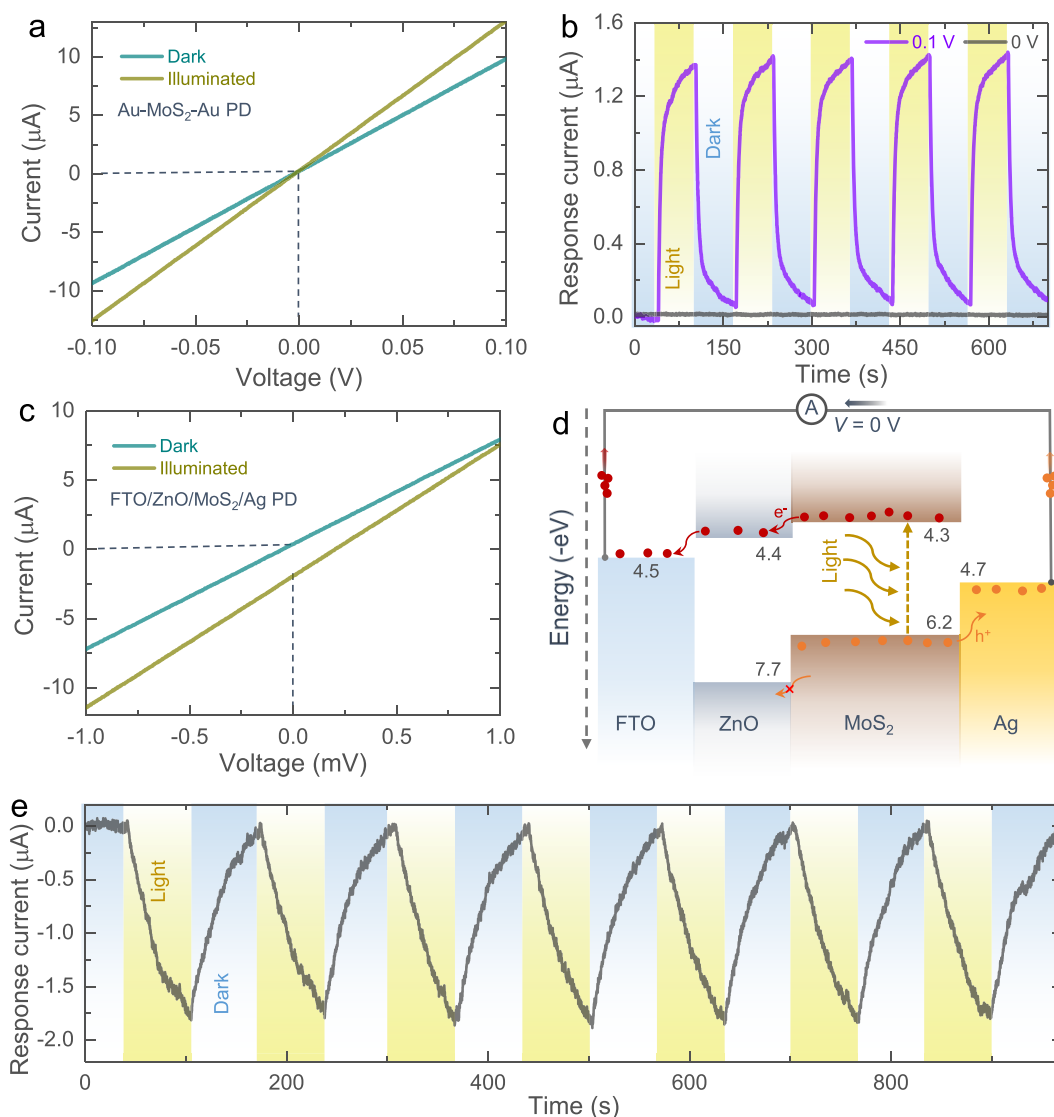 a
Dark
Illuminated
Au-MoS₂-Au PD
Current (μA)
10
5
0
-5
-10
-0.10
-0.05
0.00
0.05
0.10
Voltage (V)
b
0.1 V
0 V
Dark
Light
Response current (μA)
1.6
1.2
0.8
0.4
0.0
0
150
300
450
600
Time (s)
c
Dark
Illuminated
FTO/ZnO/MoS₂/Ag PD
Current (μA)
10
5
0
-5
-10
-1.0
-0.5
0.0
0.5
1.0
Voltage (mV)
d
A
V = 0 V
Energy (-eV)
e⁻
4.3
4.4
4.5
Light
4.7
6.2
h⁺
7.7
×
FTO
ZnO
MoS₂
Ag
e
Response current (μA)
0.0
-0.5
-1.0
-1.5
-2.0
Light
Dark
0
200
400
600
800
Time (s)